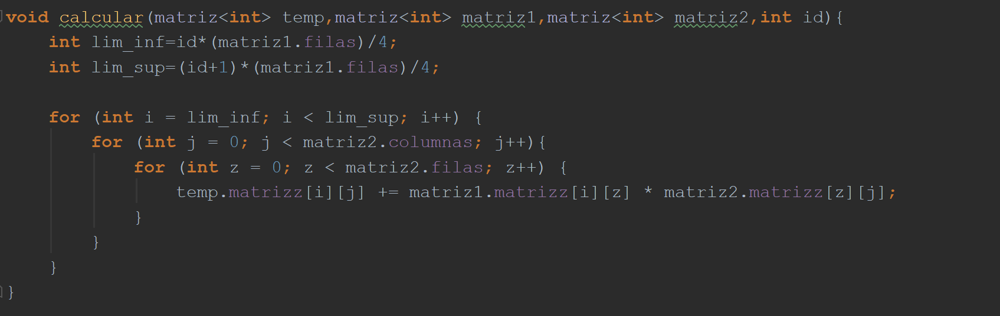 void calcular(matriz<int> temp,matriz<int> matriz1,matriz<int> matriz2,int id){
    int lim_inf=id*(matriz1.filas)/4;
    int lim_sup=(id+1)*(matriz1.filas)/4;

    for (int i = lim_inf; i < lim_sup; i++) {
        for (int j = 0; j < matriz2.columnas; j++){
            for (int z = 0; z < matriz2.filas; z++) {
                temp.matrizz[i][j] += matriz1.matrizz[i][z] * matriz2.matrizz[z][j];
            }
        }
    }
}